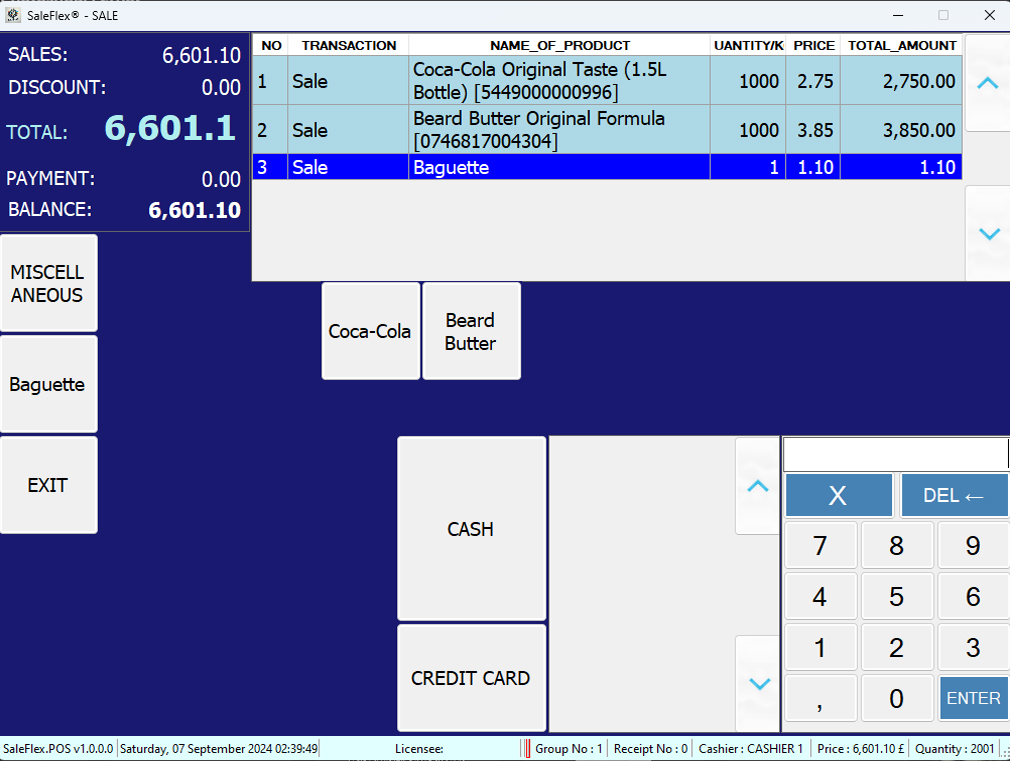 SaleFlex® - SALE
SALES: 6,601.10
DISCOUNT: 0.00
TOTAL: 6,601.1
PAYMENT: 0.00
BALANCE: 6,601.10
NO TRANSACTION NAME_OF_PRODUCT UANTITY/K PRICE TOTAL_AMOUNT
1 Sale Coca-Cola Original Taste (1.5L
Bottle) [5449000000996] 1000 2.75 2,750.00
2 Sale Beard Butter Original Formula
[0746817004304] 1000 3.85 3,850.00
3 Sale Baguette 1 1.10 1.10
MISCELL
ANEOUS
Baguette
EXIT
Coca-Cola
Beard
Butter
CASH
CREDIT CARD
X DEL ←
7 8 9
4 5 6
1 2 3
, 0 ENTER
SaleFlex.POS v1.0.0.0 Saturday, 07 September 2024 02:39:49 Licensee: Group No : 1 Receipt No : 0 Cashier : CASHIER 1 Price : 6,601.10 £ Quantity : 2001